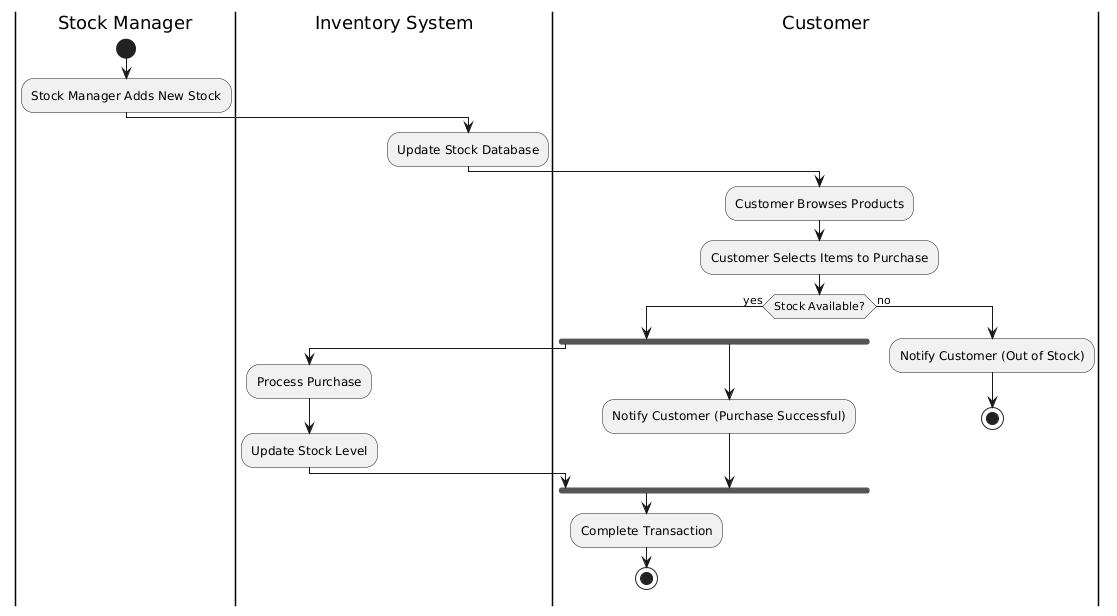 Stock Manager
Inventory System
Customer
Stock Manager Adds New Stock
Update Stock Database
Customer Browses Products
Customer Selects Items to Purchase
yes
Stock Available?
no
Notify Customer (Out of Stock)
Process Purchase
Notify Customer (Purchase Successful)
Update Stock Level
Complete Transaction